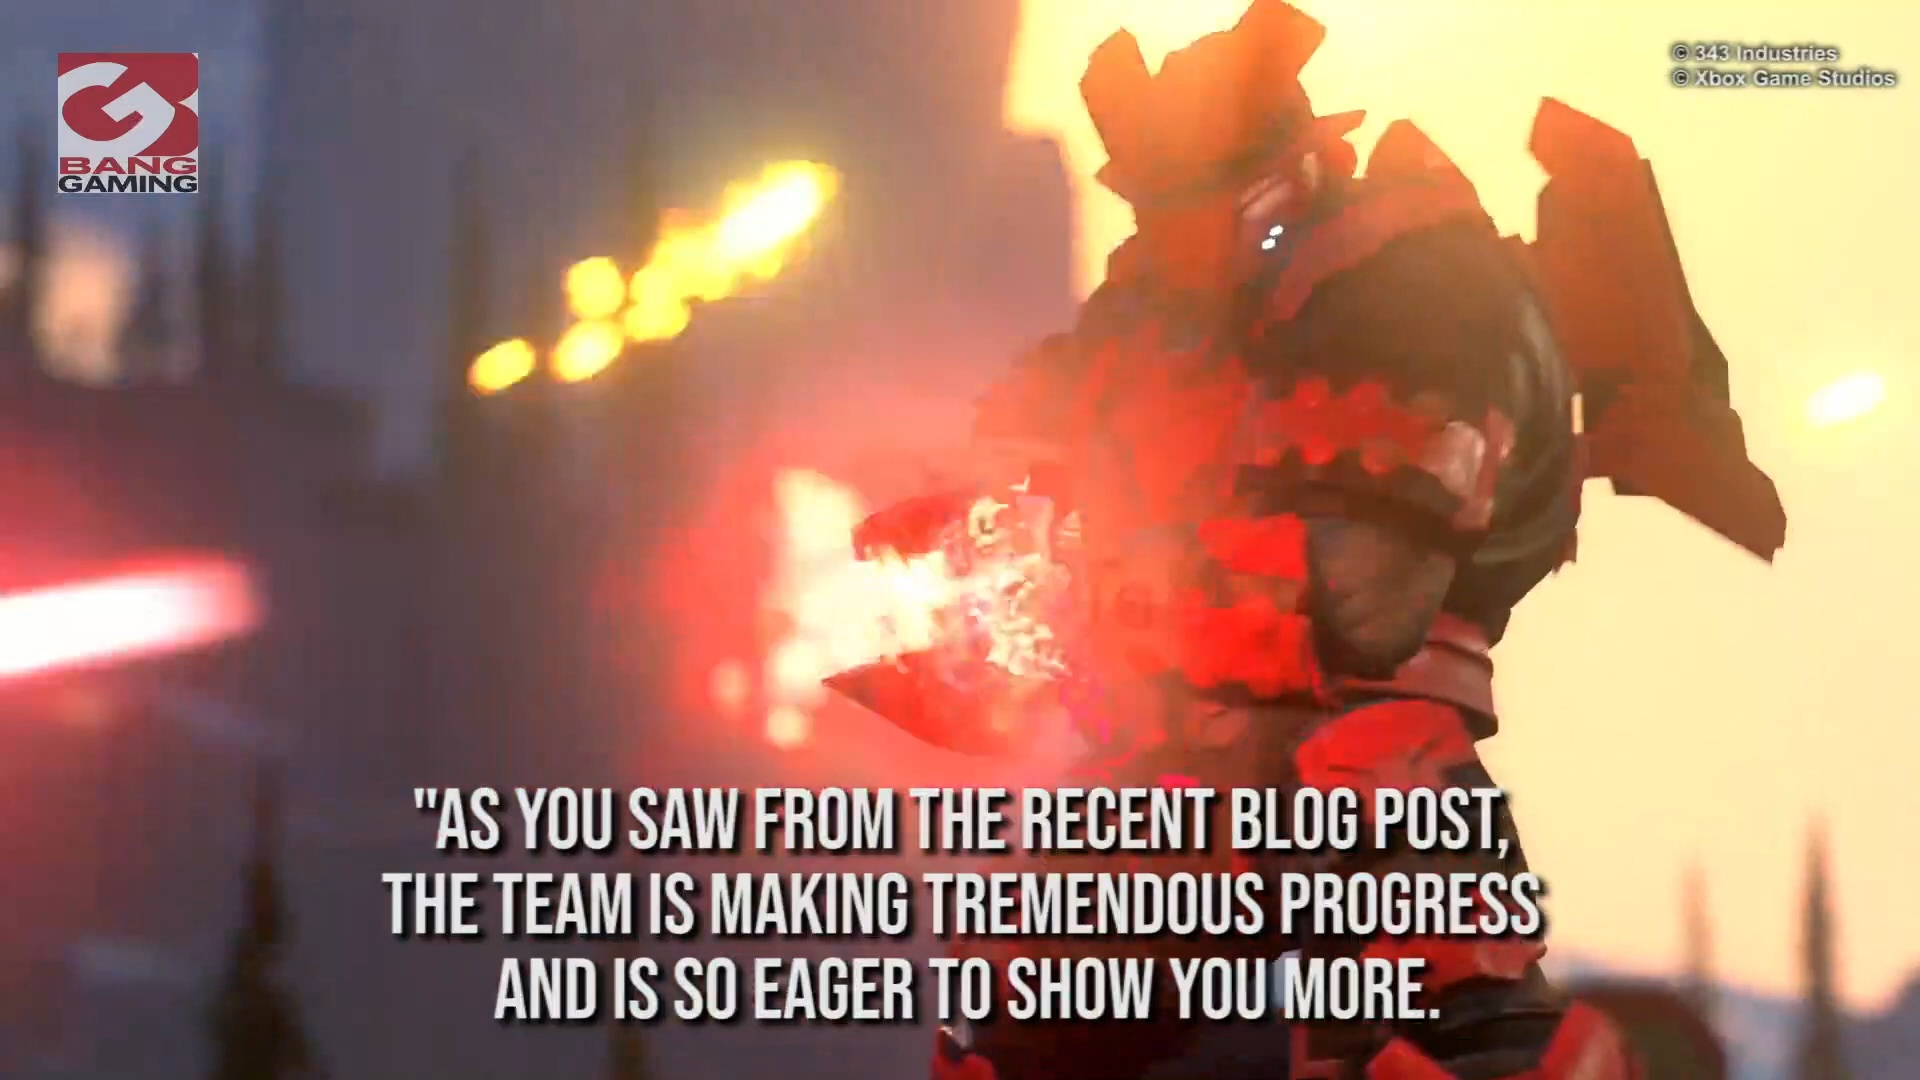 BANG
GAMING
© 343 Industries
© Xbox Game Studios
"AS YOU SAW FROM THE RECENT BLOG POST,
THE TEAM IS MAKING TREMENDOUS PROGRESS
AND IS SO EAGER TO SHOW YOU MORE.